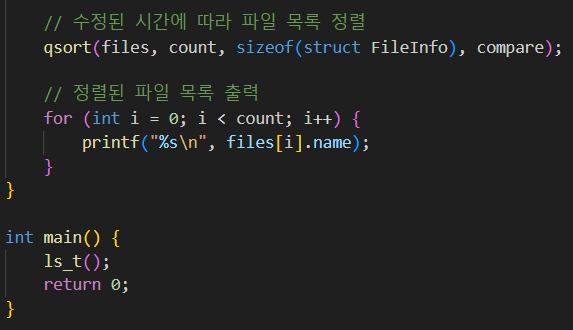 // 수정된 시간에 따라 파일 목록 정렬
qsort(files, count, sizeof(struct FileInfo), compare);
// 정렬된 파일 목록 출력
for (int i = 0; i < count; i++) {
printf("%s\n", files[i].name);
}
}
int main() {
ls_t();
return 0;
}